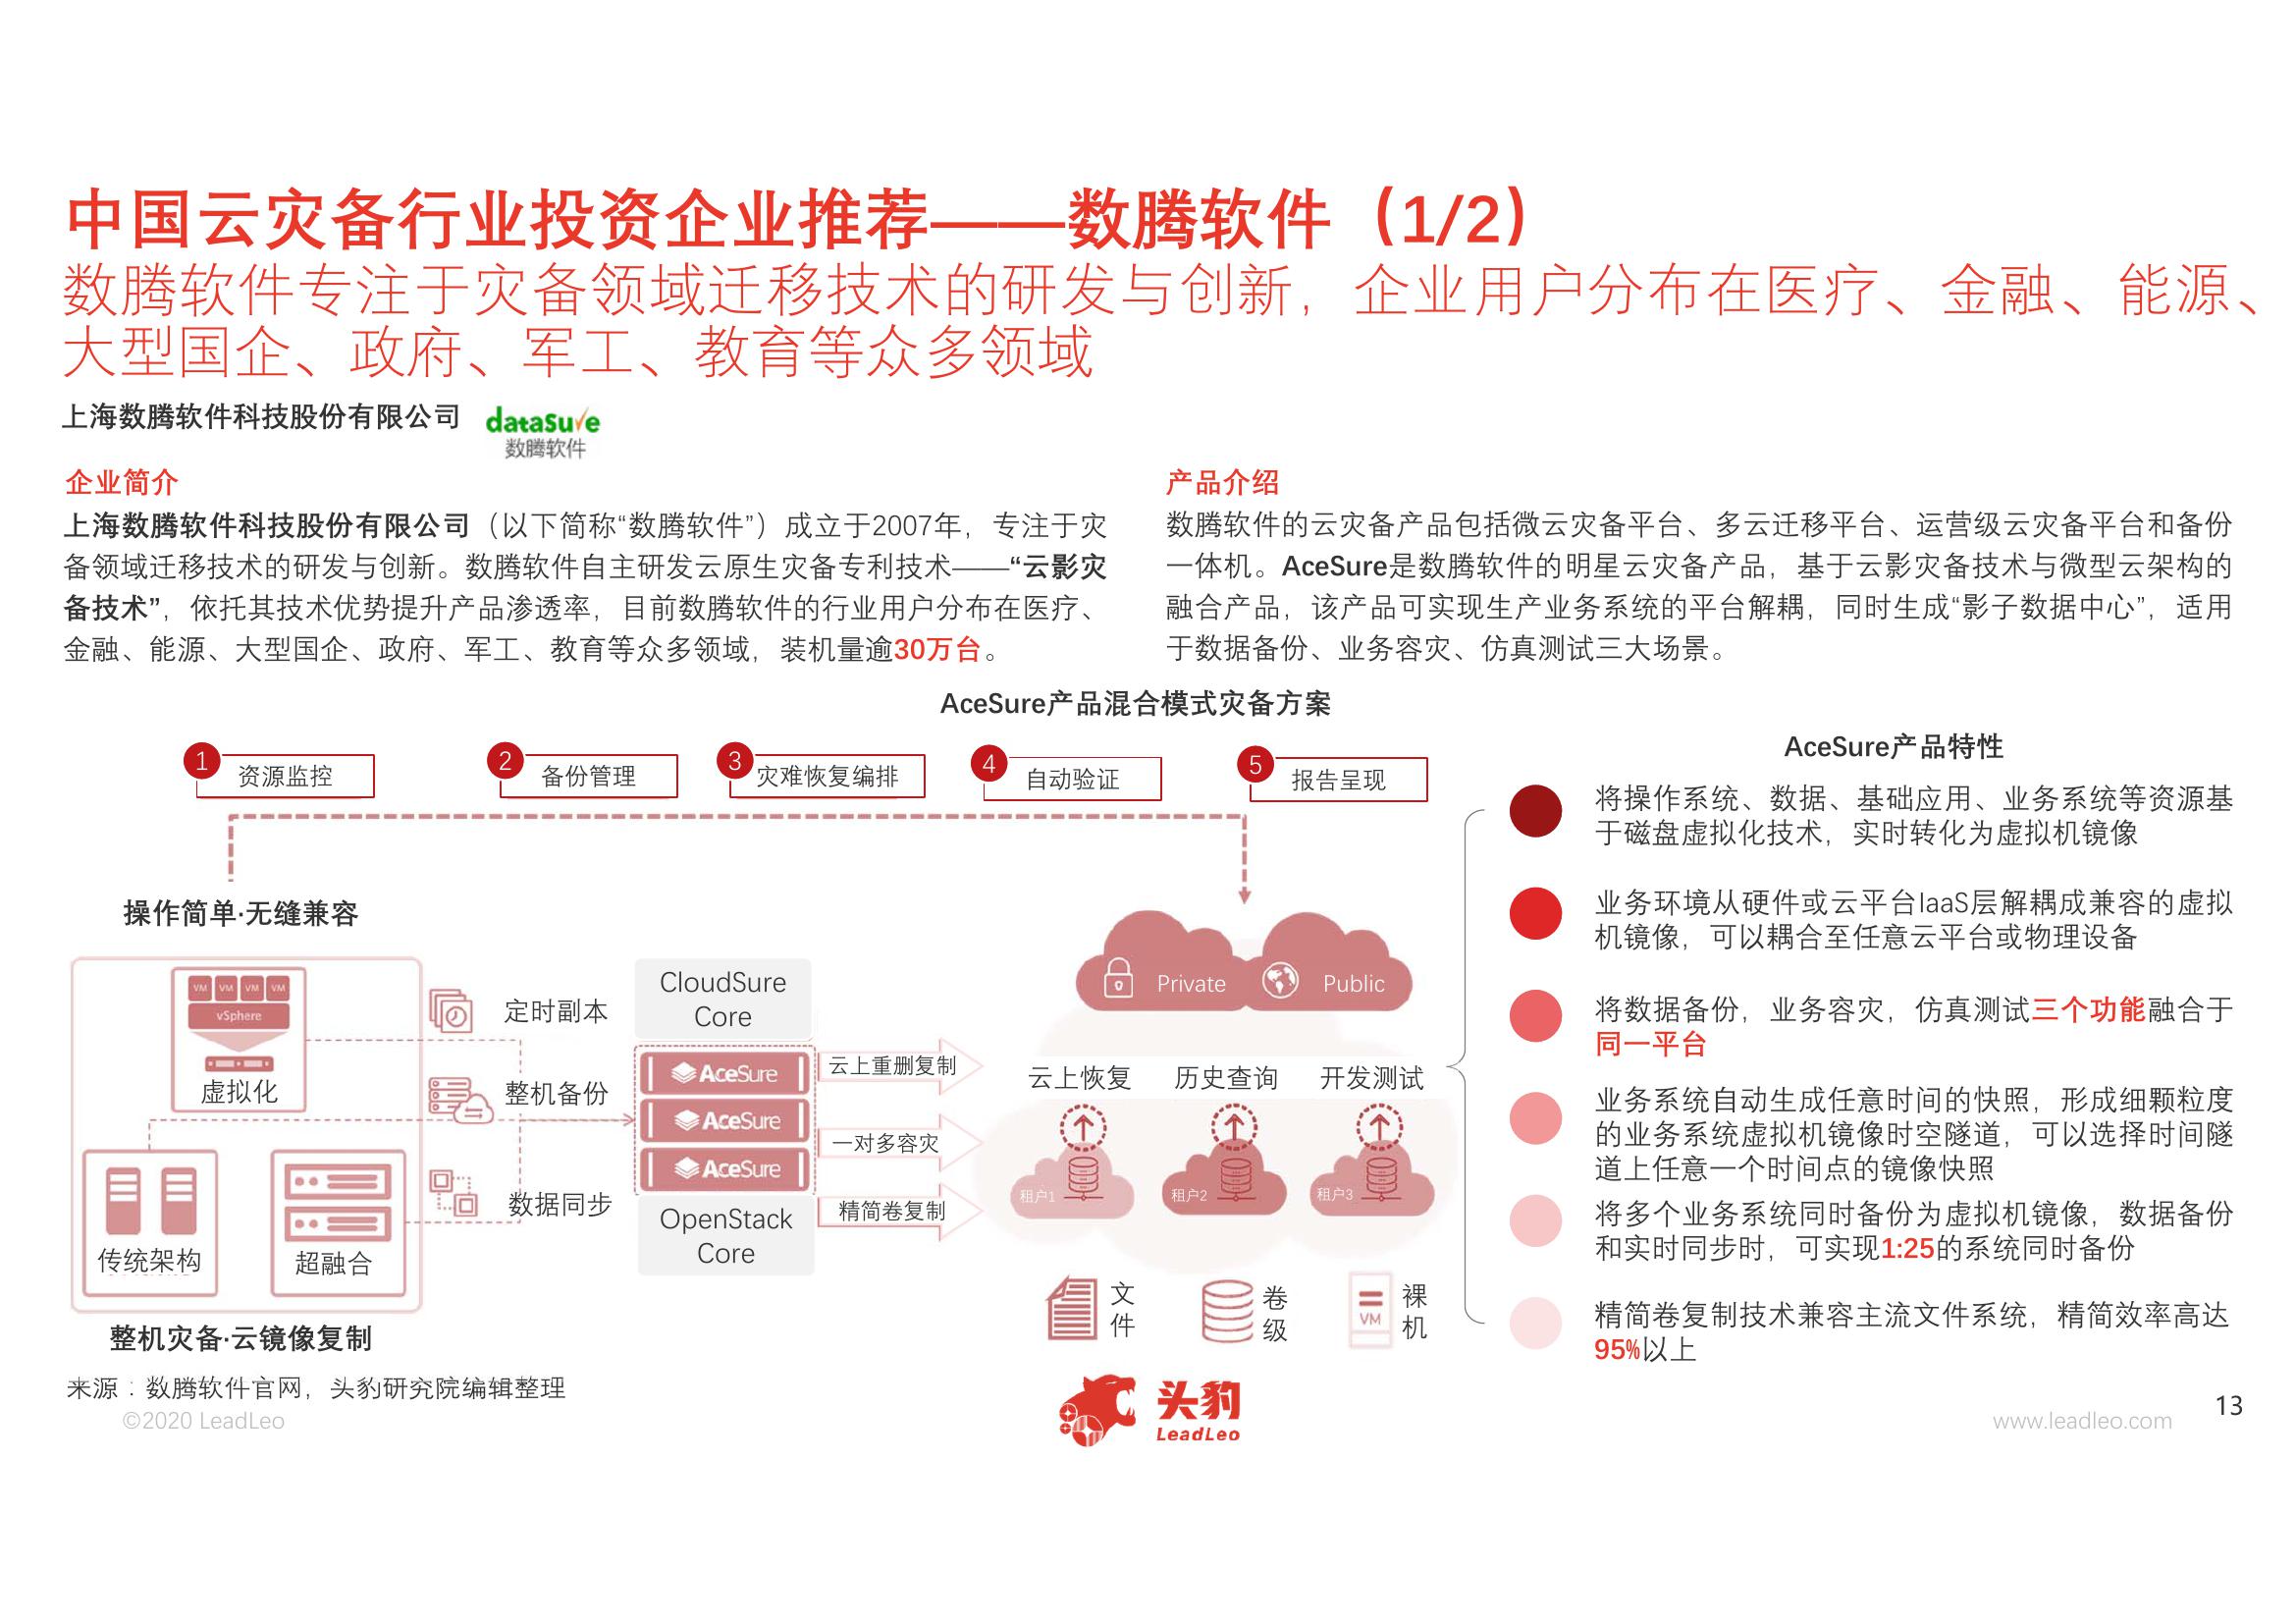 中国云灾备行业投资企业推荐——数腾软件（1/2）
数腾软件专注于灾备领域迁移技术的研发与创新，企业用户分布在医疗、金融、能源、
大型国企、政府、军工、教育等众多领域
上海数腾软件科技股份有限公司
dataSure
数腾软件
企业简介
上海数腾软件科技股份有限公司（以下简称“数腾软件”）成立于2007年，专注于灾
备领域迁移技术的研发与创新。数腾软件自主研发云原生灾备专利技术——“云影灾
备技术”，依托其技术优势提升产品渗透率，目前数腾软件的行业用户分布在医疗、
金融、能源、大型国企、政府、军工、教育等众多领域，装机量逾30万台。
产品介绍
数腾软件的云灾备产品包括微云灾备平台、多云迁移平台、运营级云灾备平台和备份
一体机。AceSure是数腾软件的明星云灾备产品，基于云影灾备技术与微型云架构的
融合产品，该产品可实现生产业务系统的平台解耦，同时生成“影子数据中心”，适用
于数据备份、业务容灾、仿真测试三大场景。
AceSure产品混合模式灾备方案
1 资源监控
2 备份管理
3 灾难恢复编排
4 自动验证
5 报告呈现
操作简单·无缝兼容
VM VM VM VM
vSphere
虚拟化
传统架构
超融合
整机灾备·云镜像复制
定时副本
整机备份
数据同步
CloudSure
Core
AceSure
AceSure
AceSure
OpenStack
Core
云上重删复制
一对多容灾
精简卷复制
Private
Public
云上恢复 历史查询 开发测试
租户1
租户2
租户3
文
件
卷
级
VM
裸
机
AceSure产品特性
将操作系统、数据、基础应用、业务系统等资源基
于磁盘虚拟化技术，实时转化为虚拟机镜像
业务环境从硬件或云平台IaaS层解耦成兼容的虚拟
机镜像，可以耦合至任意云平台或物理设备
将数据备份，业务容灾，仿真测试三个功能融合于
同一平台
业务系统自动生成任意时间的快照，形成细颗粒度
的业务系统虚拟机镜像时空隧道，可以选择时间隧
道上任意一个时间点的镜像快照
将多个业务系统同时备份为虚拟机镜像，数据备份
和实时同步时，可实现1:25的系统同时备份
精简卷复制技术兼容主流文件系统，精简效率高达
95%以上
来源：数腾软件官网，头豹研究院编辑整理
©2020 LeadLeo
头豹
LeadLeo
www.leadleo.com
13